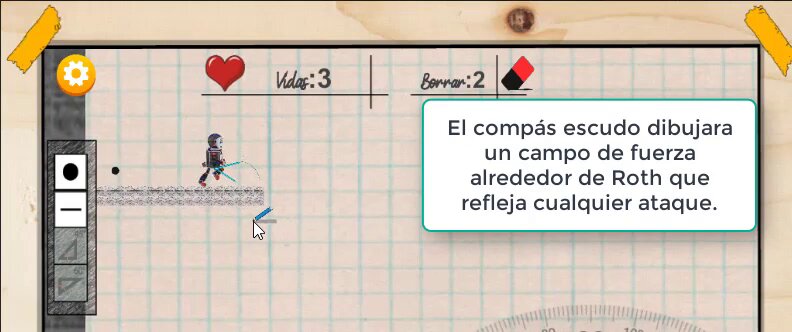 Vidas:3
Borrar:2
El compás escudo dibujara
un campo de fuerza
alrededor de Roth que
refleja cualquier ataque.